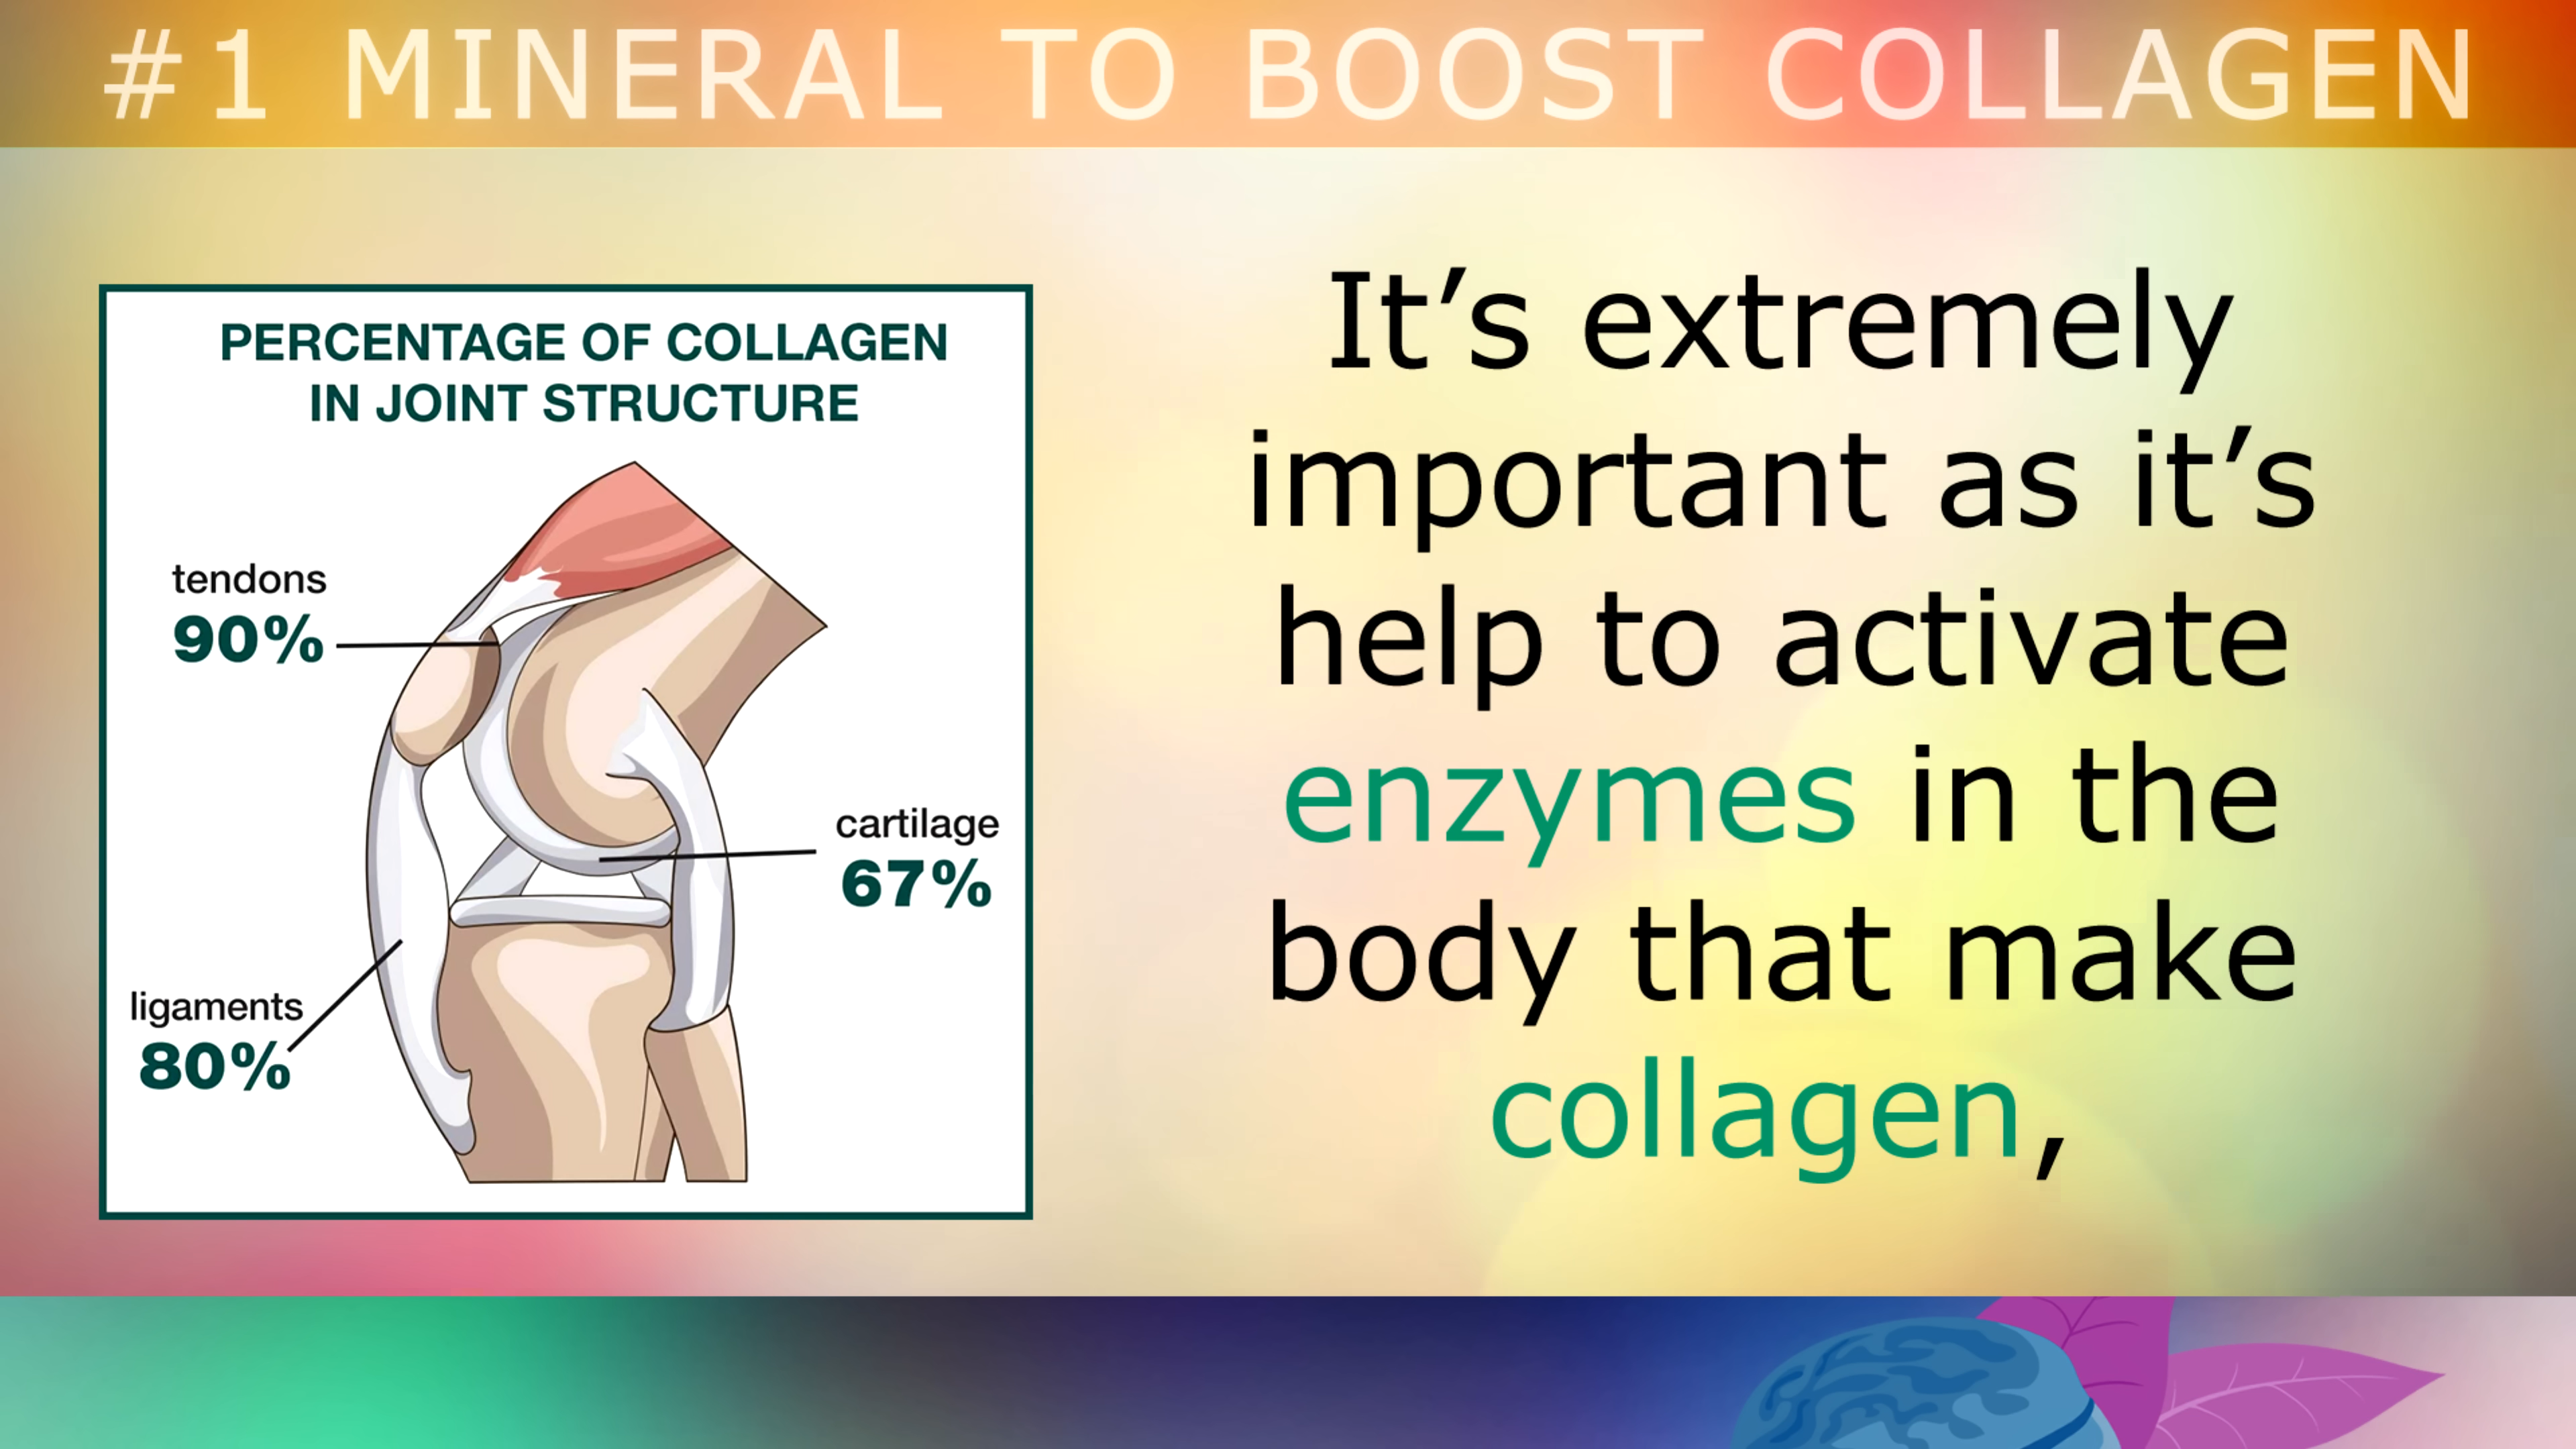 #1 MINERAL TO BOOST COLLAGEN
PERCENTAGE OF COLLAGEN
IN JOINT STRUCTURE
tendons
90%
cartilage
67%
ligaments
80%
It’s extremely
important as it’s
help to activate
enzymes in the
body that make
collagen,